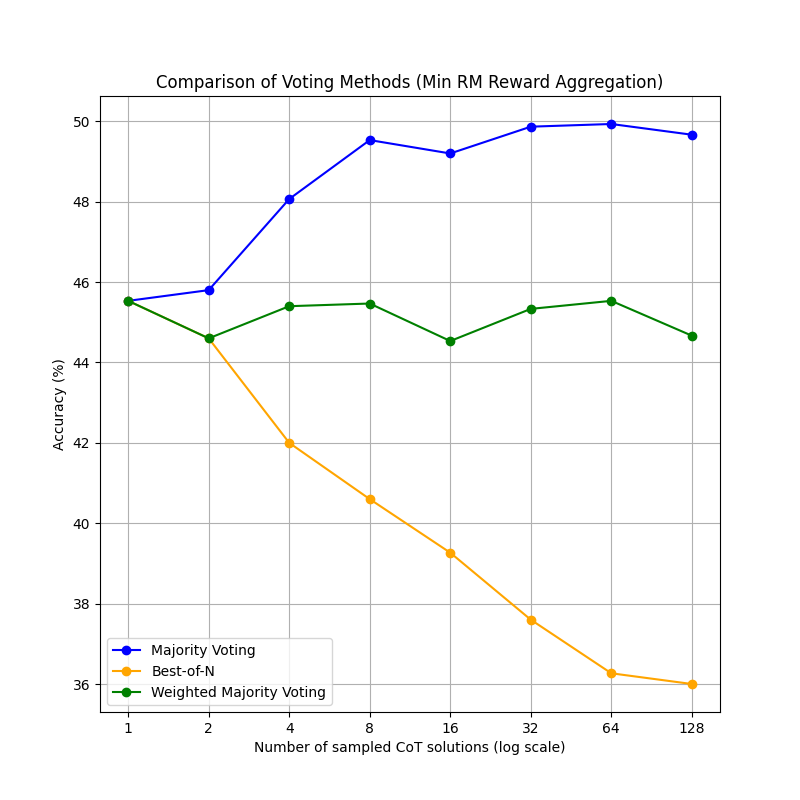 Comparison of Voting Methods (Min RM Reward Aggregation)
Accuracy (%)
50
48
46
44
42
40
38
36
Majority Voting
Best-of-N
Weighted Majority Voting
1 2 4 8 16 32 64 128
Number of sampled CoT solutions (log scale)